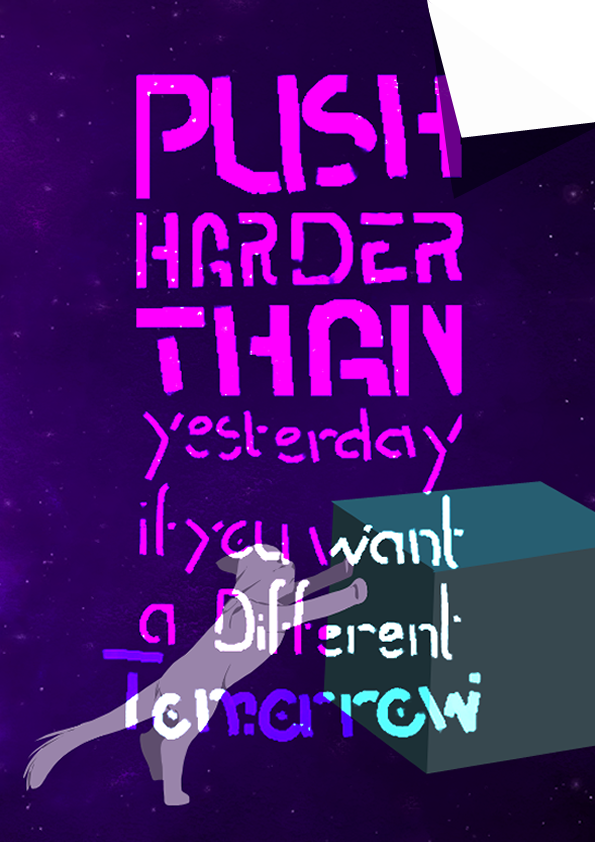 PUSH
HARDER
THAN
yesterday
if you want
a Different
Tomorrow